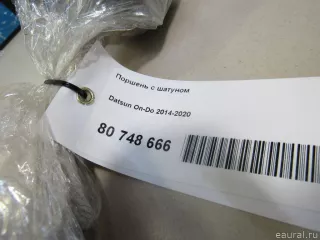 Поршень с шатуном
Datsun On-Do 2014-2020
80 748 666
eaural.ru